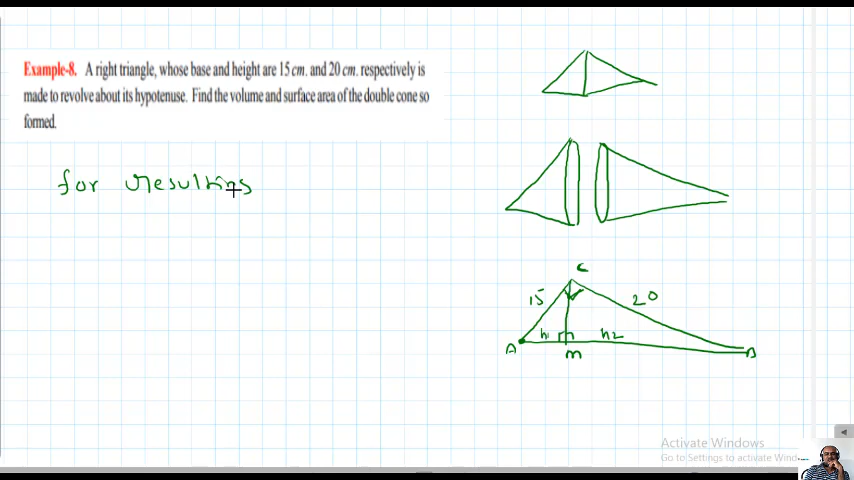 Example-8. A right triangle, whose base and height are 15 cm. and 20 cm. respectively is
made to revolve about its hypotenuse. Find the volume and surface area of the double cone so
formed.
for resulting
C
15
20
h1
h2
A
M
B
Activate Windows
Go to Settings to activate Wind